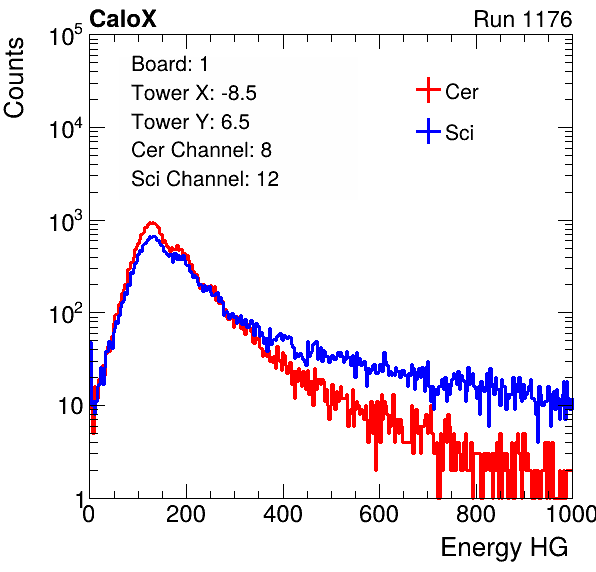 CaloX Run 1176
Counts
10^5
10^4
10^3
10^2
10
1
Board: 1
Tower X: -8.5
Tower Y: 6.5
Cer Channel: 8
Sci Channel: 12
Cer
Sci
0 200 400 600 800 1000
Energy HG